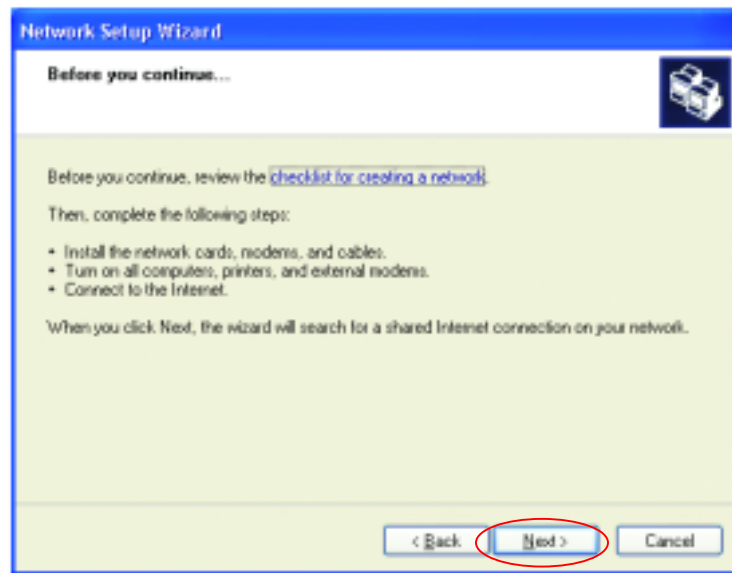 Network Setup Wizard
Before you continue...
Before you continue, review the checklist for creating a network.
Then, complete the following steps:
• Install the network cards, modems, and cables.
• Turn on all computers, printers, and external modems.
• Connect to the Internet.
When you click Next, the wizard will search for a shared Internet connection on your network.
< Back
Next >
Cancel